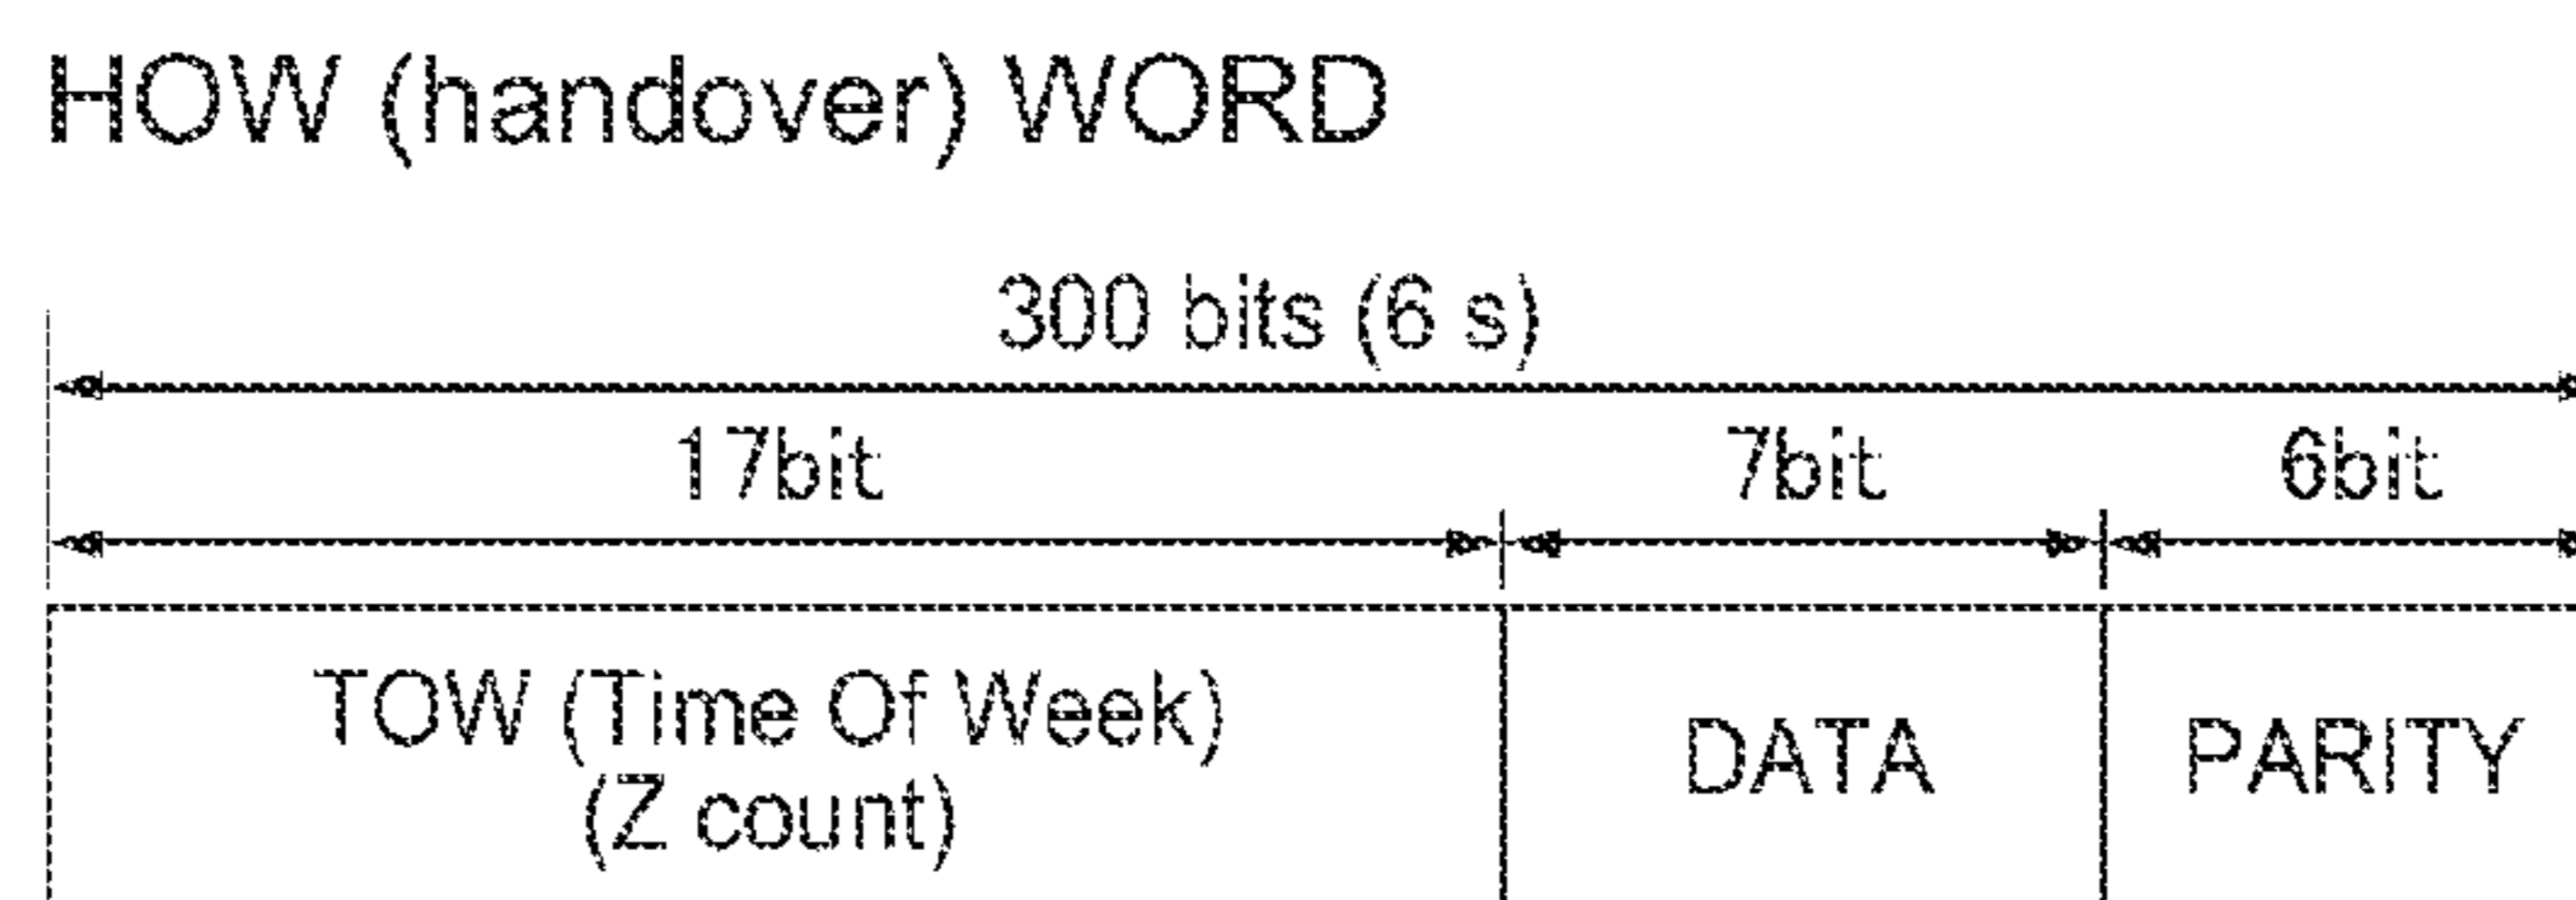 HOW (handover) WORD
300 bits (6 s)
17bit 7bit 6bit
TOW (Time Of Week)
(Z count)
DATA
PARITY